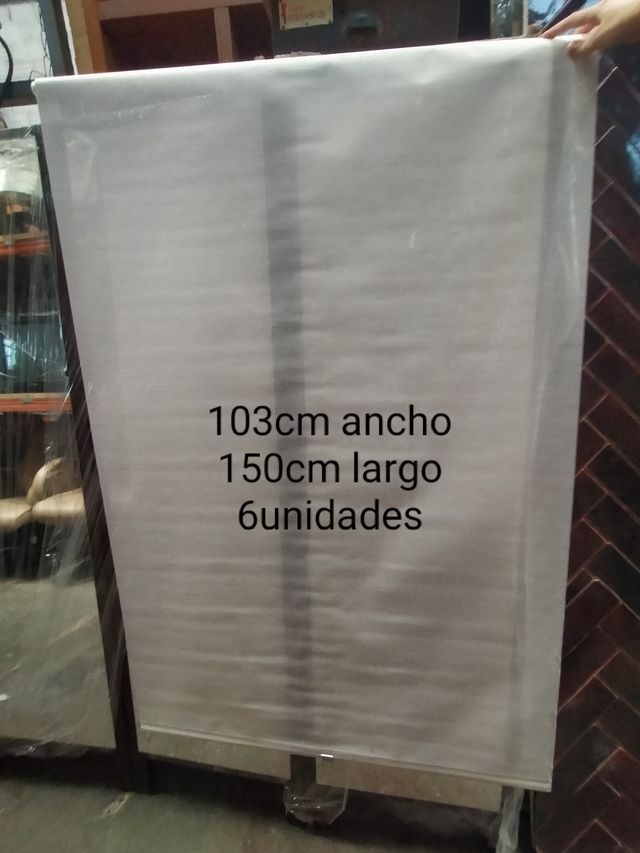 103cm ancho
150cm largo
6unidades